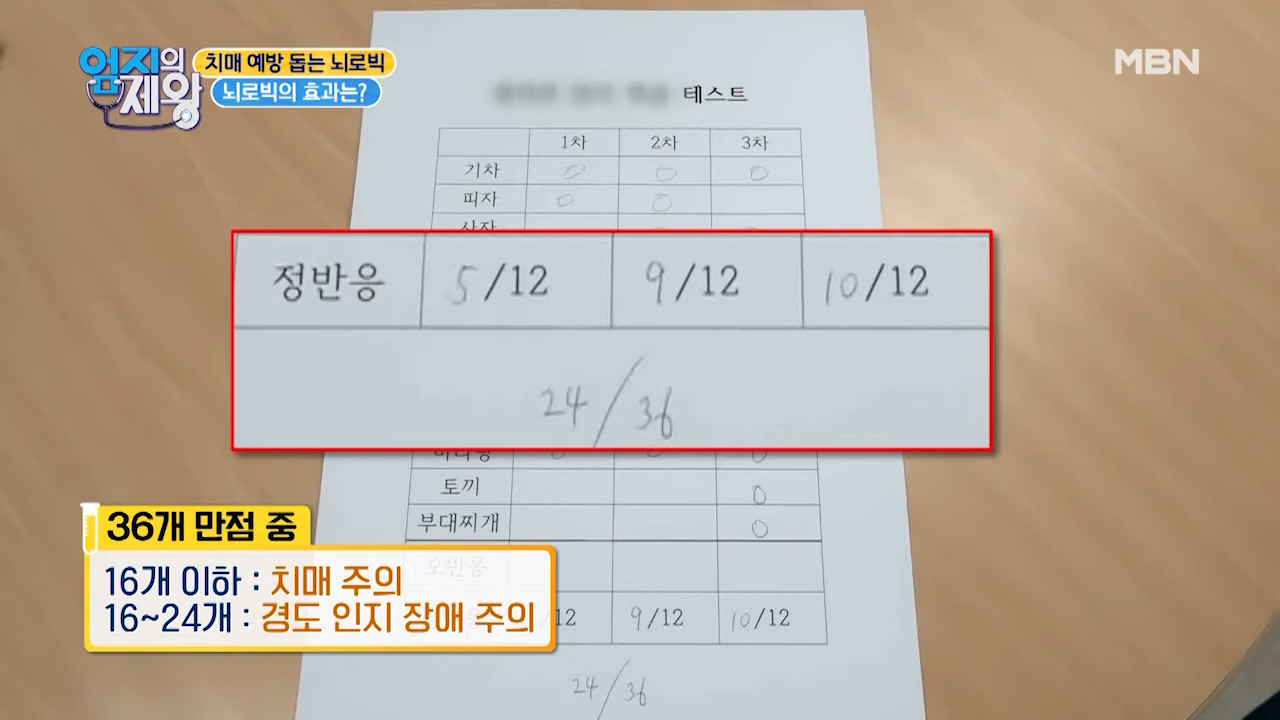 엄지의 제왕
치매 예방 돕는 뇌로빅
뇌로빅의 효과는?
MBN
테스트
1차 2차 3차
기차 O O O
피자 O O
정반응 5/12 9/12 10/12
24/36
토끼 O
부대찌개 O
오반응
/12 9/12 10/12
24/36
36개 만점 중
16개 이하 : 치매 주의
16~24개 : 경도 인지 장애 주의